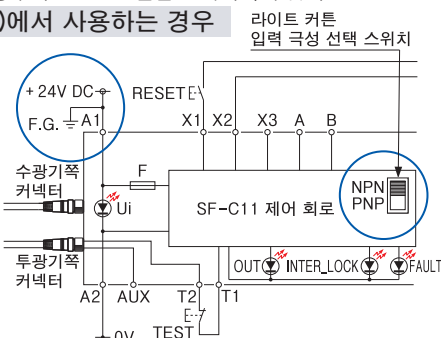 )에서 사용하는 경우
라이트 커튼
입력 극성 선택 스위치
+ 24V DC
RESET
F.G.
A1
X1 X2 X3 A B
수광기쪽
커넥터
F
Ui
SF-C11 제어 회로
NPN
PNP
투광기쪽
커넥터
OUT INTER_LOCK FAULT
A2 AUX T2 T1
0V
TEST